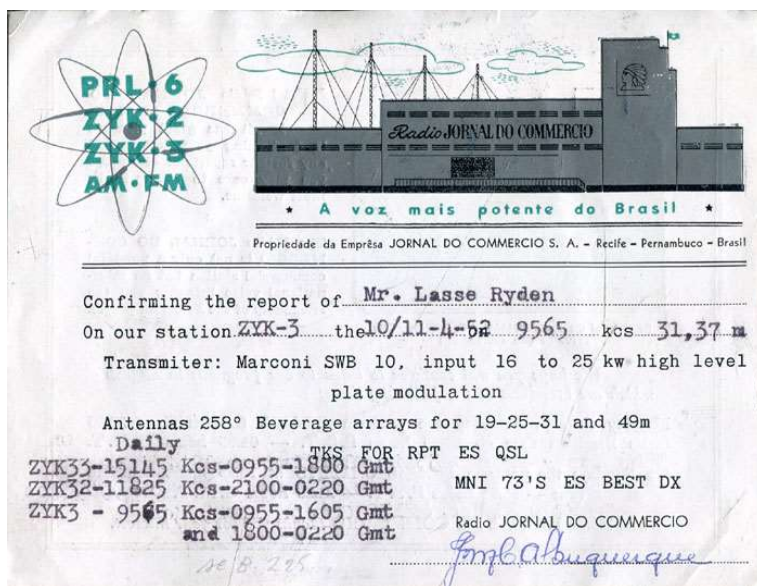 PRL·6
ZYK·2
ZYK·3
AM·FM
Radio JORNAL DO COMMERCIO
★ A voz mais potente do Brasil ★
Propriedade da Emprêsa JORNAL DO COMMERCIO S. A. – Recife – Pernambuco – Brasil
Confirming the report of Mr. Lasse Ryden
On our station ZYK-3 the 10/11-4-52 9565 kcs 31,37 m
Transmiter: Marconi SWB 10, input 16 to 25 kw high level
plate modulation
Antennas 258º Beverage arrays for 19-25-31 and 49m
Daily
TKS FOR RPT ES QSL
ZYK33-15145 Kcs-0955-1800 Gmt
ZYK32-11825 Kcs-2100-0220 Gmt
ZYK3 - 9565 Kcs-0955-1605 Gmt
and 1800-0220 Gmt
MNI 73'S ES BEST DX
Radio JORNAL DO COMMERCIO
Albuquerque